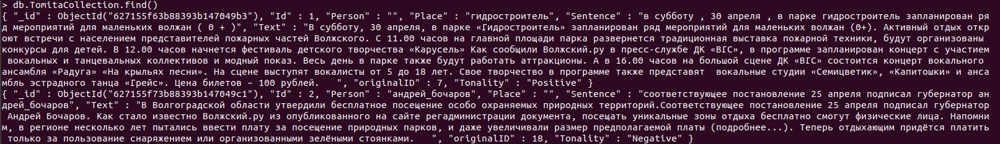 > db.TomitaCollection.find()
{ "_id" : ObjectId("627155f63b88393b147049b3"), "Id" : 1, "Person" : "", "Place" : "гидростроитель", "Sentence" : "в субботу , 30 апреля , в парке гидростроитель запланирован ря
д мероприятий для маленьких волжан ( 0 + )", "Text" : "В субботу, 30 апреля, в парке «Гидростроитель» запланирован ряд мероприятий для маленьких волжан (0+). Активный отдых откр
оют встречи с населением представителей пожарных частей Волжского. С 11.00 часов на главной площади парка развернется традиционная выставка пожарной техники, будут организованы
конкурсы для детей. В 12.00 часов начнется фестиваль детского творчества «Карусель» Как сообщили Волжский.ру в пресс-службе ДК «ВГС», в программе запланирован концерт с участием
вокальных и танцевальных коллективов и модный показ. Весь день в парке также будут работать аттракционы. А в 16.00 часов на большой сцене ДК «ВГС» состоится концерт вокального
ансамбля «Радуга» «На крыльях песни». На сцене выступят вокалисты от 5 до 18 лет. Свое творчество в программе также представят  вокальные студии «Семицветик», «Капитошки» и анса
мбль эстрадного танца «Грейс». Цена билетов – 100 рублей.   ", "originalID" : 7, "Tonality" : "Positive" }
{ "_id" : ObjectId("627155f73b88393b147049c1"), "Id" : 2, "Person" : "андрей_бочаров", "Place" : "", "Sentence" : "соответствующее постановление 25 апреля подписал губернатор ан
дрей_бочаров", "Text" : "В Волгоградской области утвердили бесплатное посещение особо охраняемых природных территорий.Соответствующее постановление 25 апреля подписал губернатор
Андрей Бочаров. Как стало известно Волжский.ру из опубликованного на сайте регадминистрации документа, посещать уникальные зоны отдыха бесплатно смогут физические лица. Напомни
м, в регионе несколько лет пытались ввести плату за посещение природных парков, и даже увеличивали размер предполагаемой платы (подробнее...). Теперь отдыхающим придётся платить
только за пользование снаряжением или организованными зелёными стоянками.   ", "originalID" : 18, "Tonality" : "Negative" }